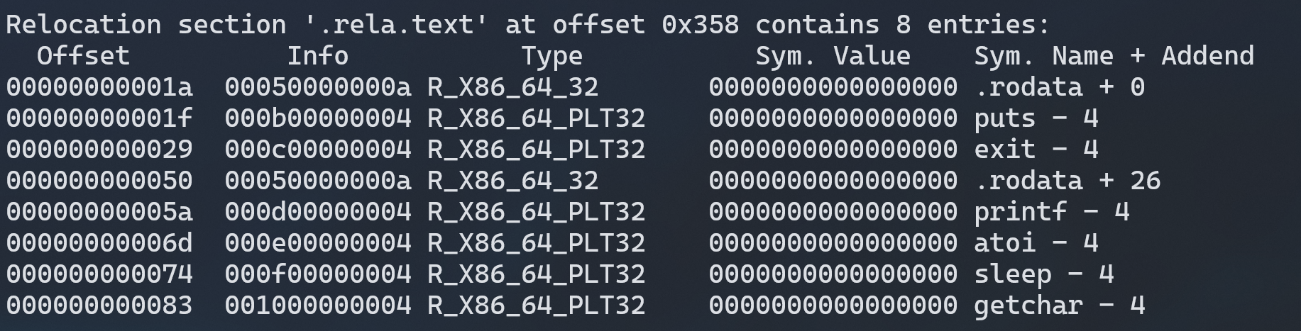 Relocation section '.rela.text' at offset 0x358 contains 8 entries:
  Offset          Info           Type           Sym. Value    Sym. Name + Addend
00000000001a  00050000000a R_X86_64_32       0000000000000000 .rodata + 0
00000000001f  000b00000004 R_X86_64_PLT32    0000000000000000 puts - 4
000000000029  000c00000004 R_X86_64_PLT32    0000000000000000 exit - 4
000000000050  00050000000a R_X86_64_32       0000000000000000 .rodata + 26
00000000005a  000d00000004 R_X86_64_PLT32    0000000000000000 printf - 4
00000000006d  000e00000004 R_X86_64_PLT32    0000000000000000 atoi - 4
000000000074  000f00000004 R_X86_64_PLT32    0000000000000000 sleep - 4
000000000083  001000000004 R_X86_64_PLT32    0000000000000000 getchar - 4